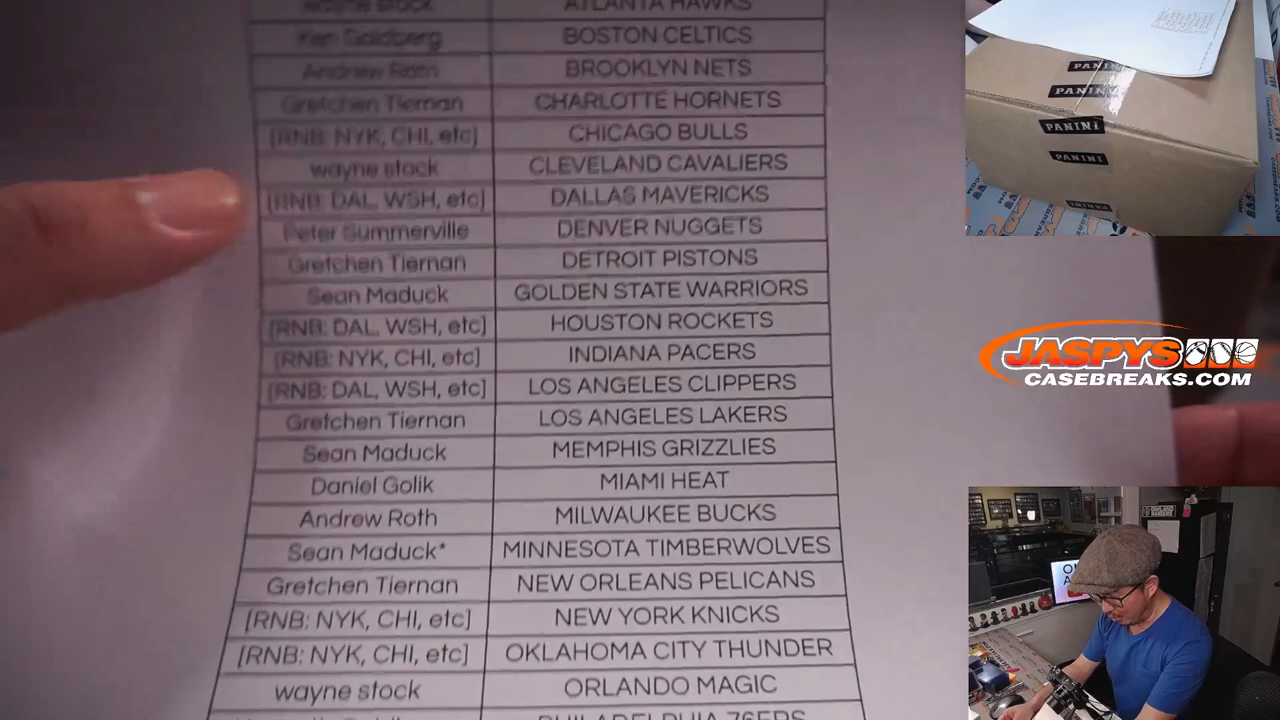 wayne stock ATLANTA HAWKS
Ken Goldberg BOSTON CELTICS
Andrew Roth BROOKLYN NETS
Gretchen Tiernan CHARLOTTE HORNETS
[RNB: NYK, CHI, etc] CHICAGO BULLS
wayne stock CLEVELAND CAVALIERS
[RNB: DAL, WSH, etc] DALLAS MAVERICKS
Peter Summerville DENVER NUGGETS
Gretchen Tiernan DETROIT PISTONS
Sean Maduck GOLDEN STATE WARRIORS
[RNB: DAL, WSH, etc] HOUSTON ROCKETS
[RNB: NYK, CHI, etc] INDIANA PACERS
[RNB: DAL, WSH, etc] LOS ANGELES CLIPPERS
Gretchen Tiernan LOS ANGELES LAKERS
Sean Maduck MEMPHIS GRIZZLIES
Daniel Golik MIAMI HEAT
Andrew Roth MILWAUKEE BUCKS
Sean Maduck* MINNESOTA TIMBERWOLVES
Gretchen Tiernan NEW ORLEANS PELICANS
[RNB: NYK, CHI, etc] NEW YORK KNICKS
[RNB: NYK, CHI, etc] OKLAHOMA CITY THUNDER
wayne stock ORLANDO MAGIC
PHILADELPHIA 76ERS
PANINI
PANINI
PANINI
PANINI
PANINI
JASPYS
CASEBREAKS.COM